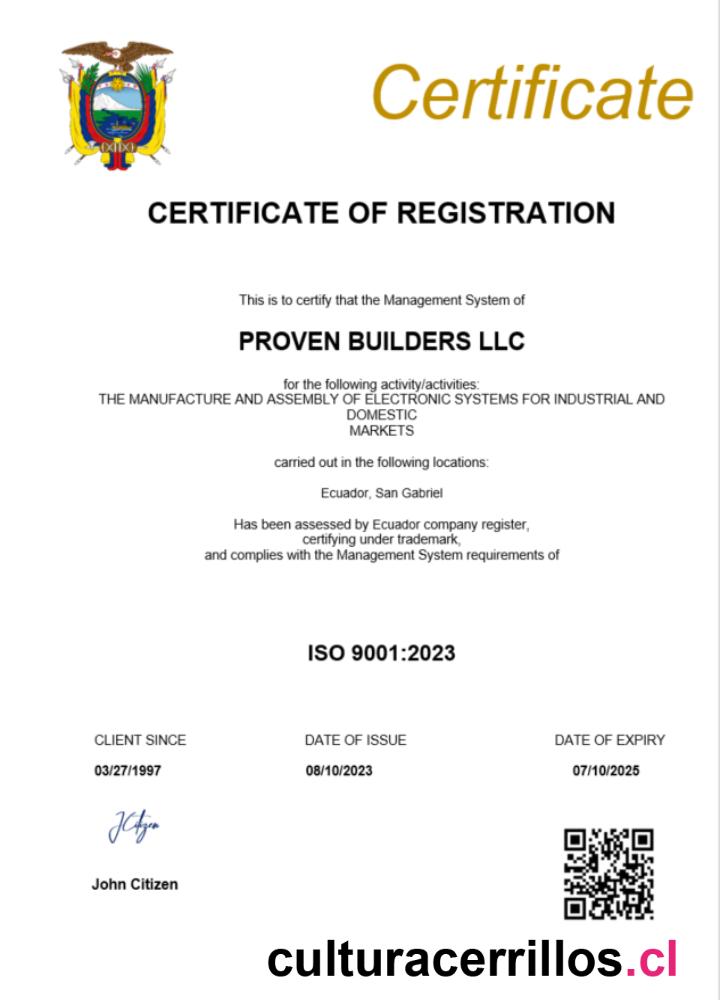 Certificate
CERTIFICATE OF REGISTRATION
This is to certify that the Management System of
PROVEN BUILDERS LLC
for the following activity/activities:
THE MANUFACTURE AND ASSEMBLY OF ELECTRONIC SYSTEMS FOR INDUSTRIAL AND
DOMESTIC
MARKETS
carried out in the following locations:
Ecuador, San Gabriel
Has been assessed by Ecuador company register,
certifying under trademark,
and complies with the Management System requirements of
ISO 9001:2023
CLIENT SINCE DATE OF ISSUE DATE OF EXPIRY
03/27/1997 08/10/2023 07/10/2025
JCitizen
John Citizen
culturacerrillos.cl